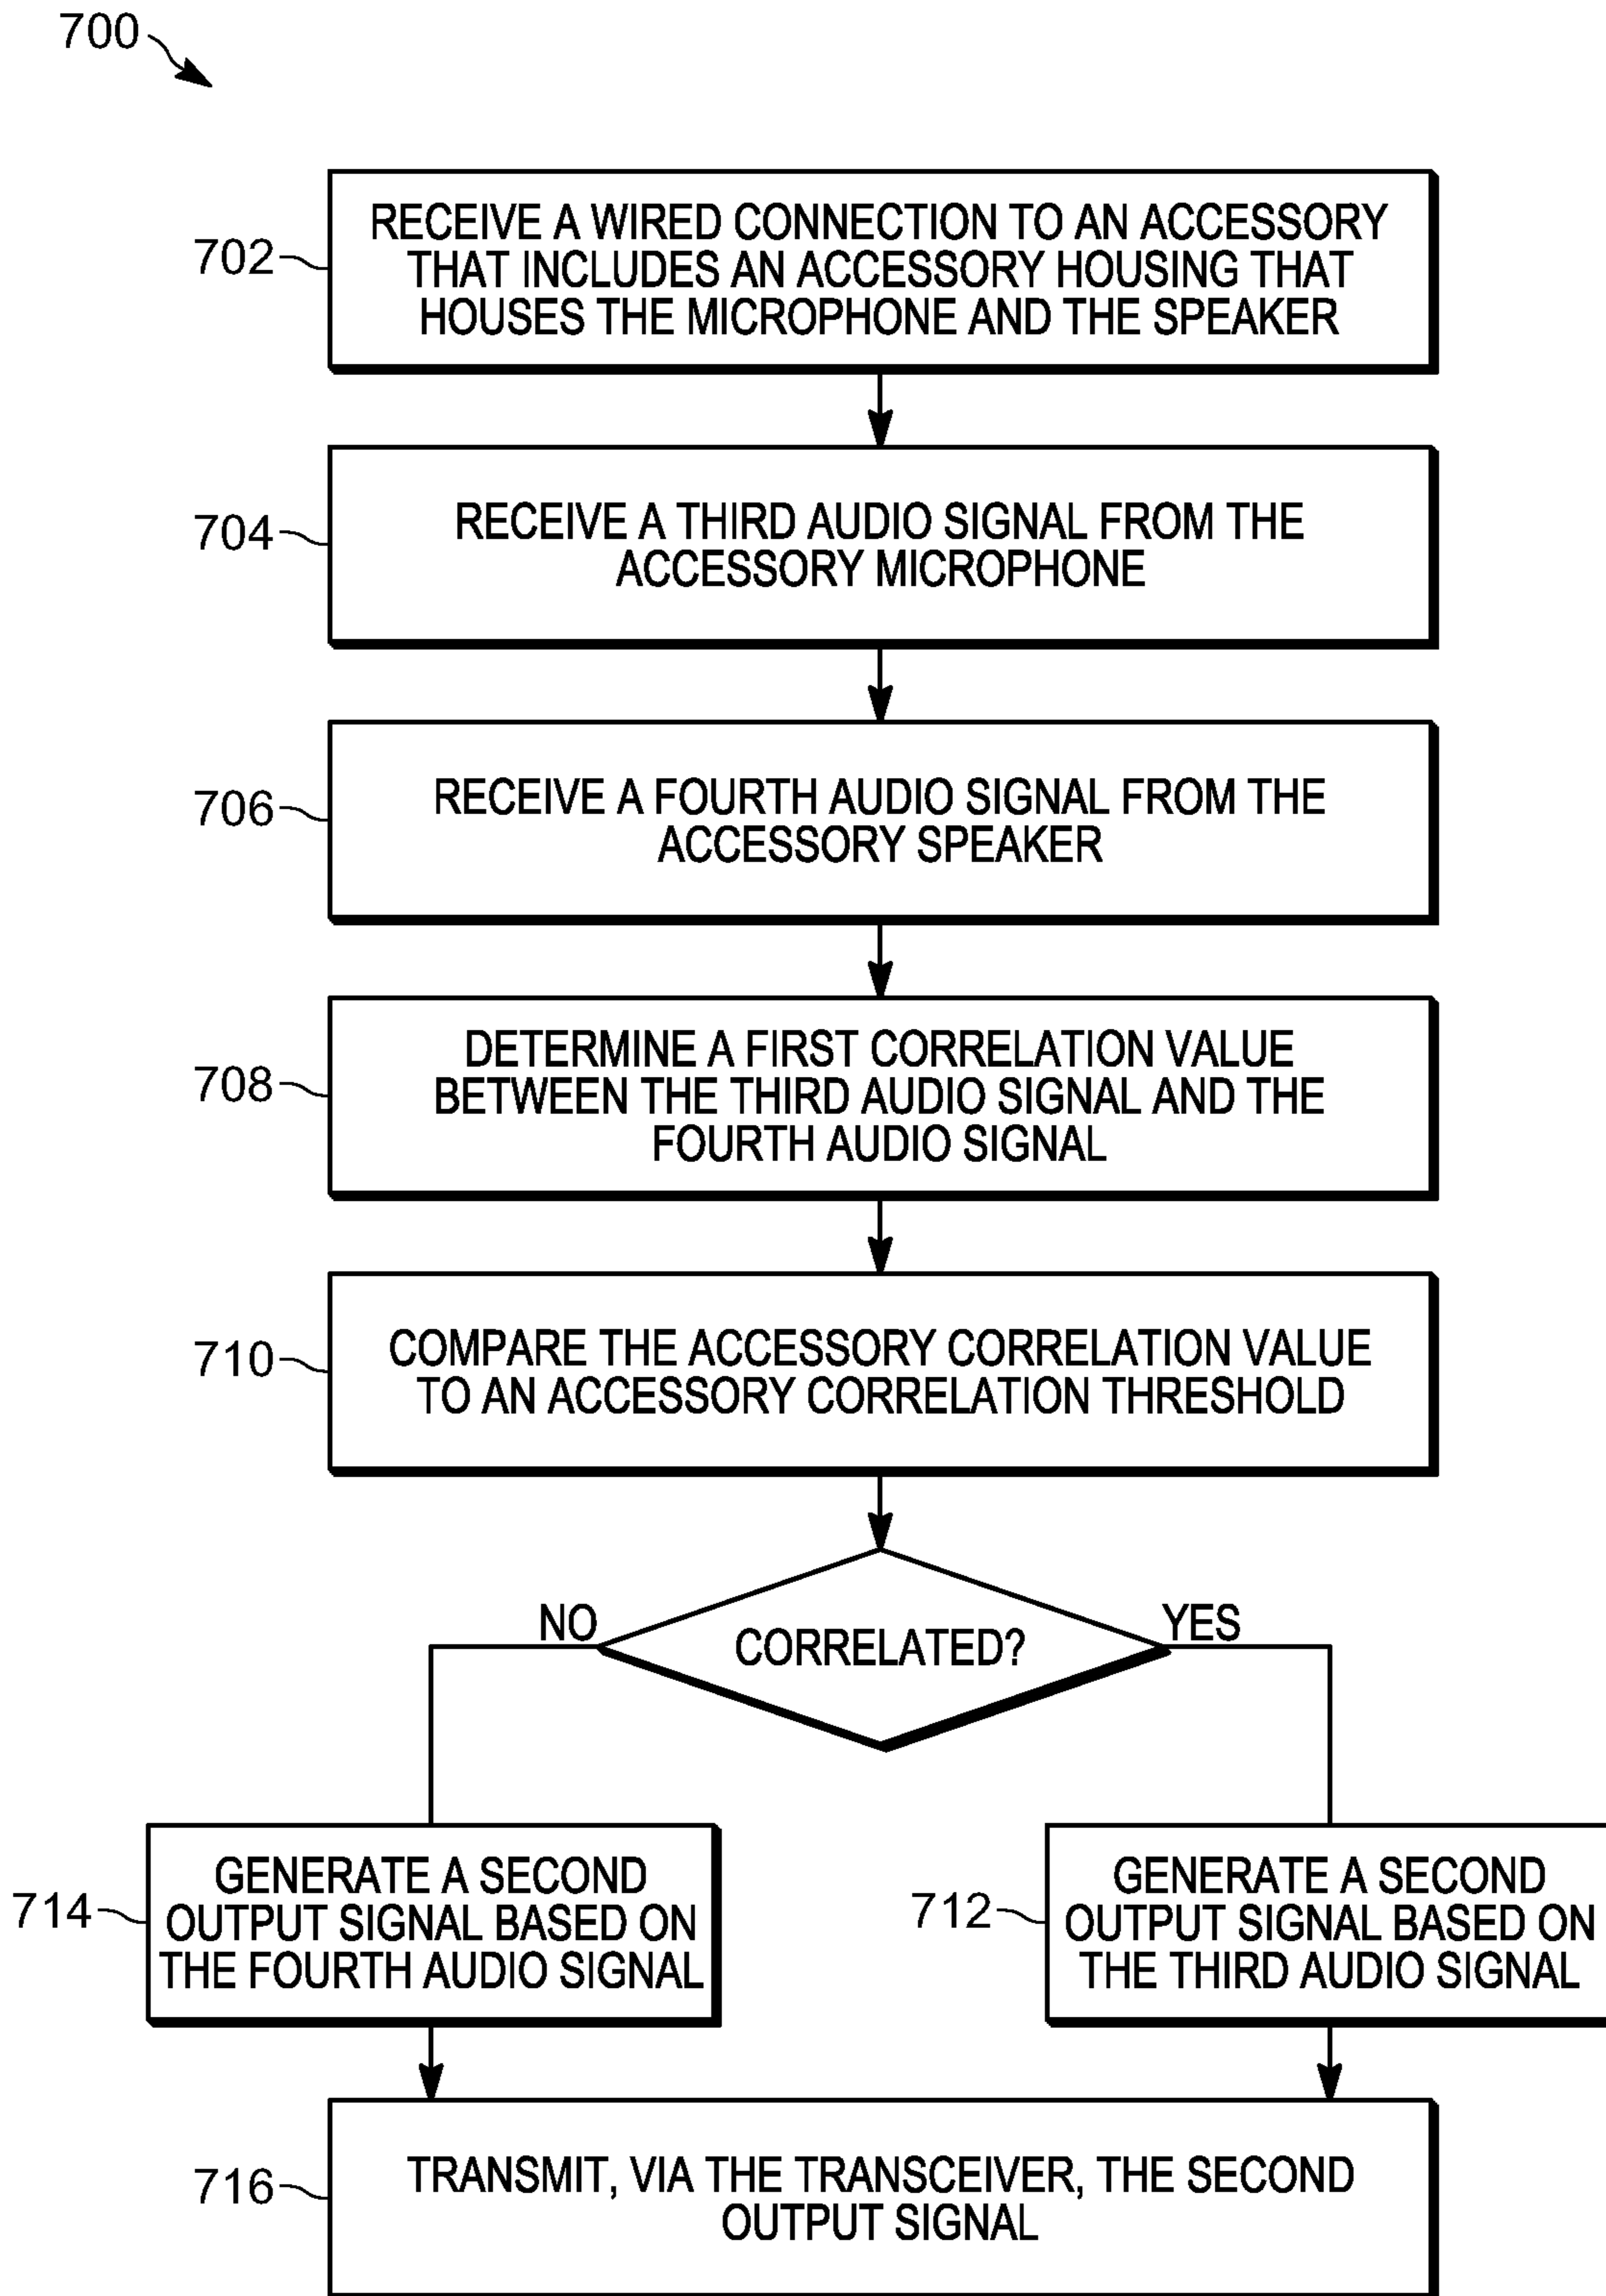 700
702
RECEIVE A WIRED CONNECTION TO AN ACCESSORY
THAT INCLUDES AN ACCESSORY HOUSING THAT
HOUSES THE MICROPHONE AND THE SPEAKER
704
RECEIVE A THIRD AUDIO SIGNAL FROM THE
ACCESSORY MICROPHONE
706
RECEIVE A FOURTH AUDIO SIGNAL FROM THE
ACCESSORY SPEAKER
708
DETERMINE A FIRST CORRELATION VALUE
BETWEEN THE THIRD AUDIO SIGNAL AND THE
FOURTH AUDIO SIGNAL
710
COMPARE THE ACCESSORY CORRELATION VALUE
TO AN ACCESSORY CORRELATION THRESHOLD
NO
CORRELATED?
YES
714
GENERATE A SECOND
OUTPUT SIGNAL BASED ON
THE FOURTH AUDIO SIGNAL
712
GENERATE A SECOND
OUTPUT SIGNAL BASED ON
THE THIRD AUDIO SIGNAL
716
TRANSMIT, VIA THE TRANSCEIVER, THE SECOND
OUTPUT SIGNAL